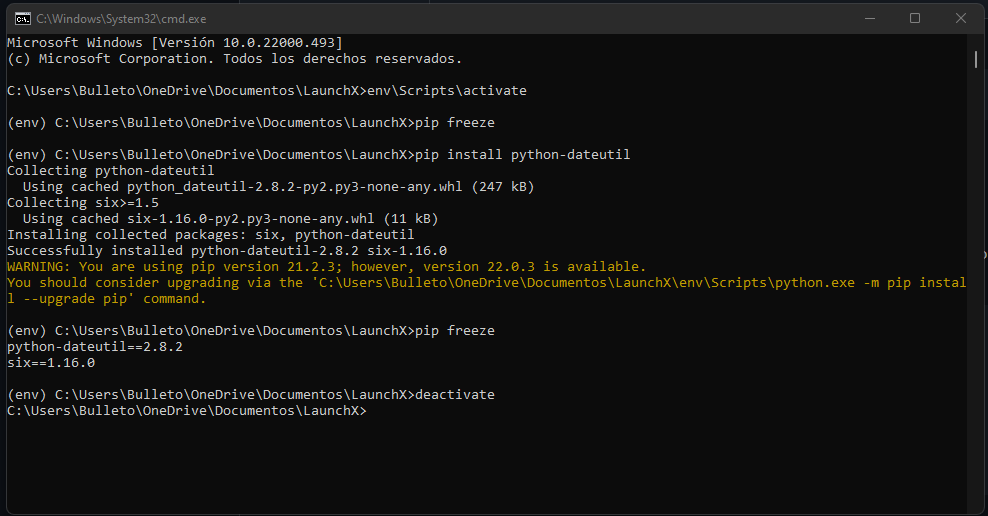 C:\Windows\System32\cmd.exe
Microsoft Windows [Versión 10.0.22000.493]
(c) Microsoft Corporation. Todos los derechos reservados.
C:\Users\Bulleto\OneDrive\Documentos\LaunchX>env\Scripts\activate
(env) C:\Users\Bulleto\OneDrive\Documentos\LaunchX>pip freeze
(env) C:\Users\Bulleto\OneDrive\Documentos\LaunchX>pip install python-dateutil
Collecting python-dateutil
  Using cached python_dateutil-2.8.2-py2.py3-none-any.whl (247 kB)
Collecting six>=1.5
  Using cached six-1.16.0-py2.py3-none-any.whl (11 kB)
Installing collected packages: six, python-dateutil
Successfully installed python-dateutil-2.8.2 six-1.16.0
WARNING: You are using pip version 21.2.3; however, version 22.0.3 is available.
You should consider upgrading via the 'C:\Users\Bulleto\OneDrive\Documentos\LaunchX\env\Scripts\python.exe -m pip instal
l --upgrade pip' command.
(env) C:\Users\Bulleto\OneDrive\Documentos\LaunchX>pip freeze
python-dateutil==2.8.2
six==1.16.0
(env) C:\Users\Bulleto\OneDrive\Documentos\LaunchX>deactivate
C:\Users\Bulleto\OneDrive\Documentos\LaunchX>